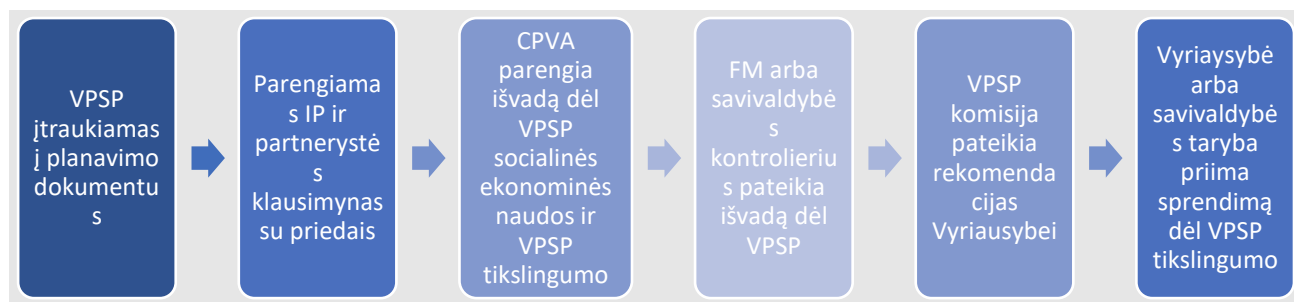 VPSP
įtraukiamas
į planavimo
dokumentu
s
Parengiama
s IP ir
partnerystė
s
klausimynas
su priedais
CPVA
parengia
išvadą dėl
VPSP
socialinės
ekonominės
naudos ir
VPSP
tikslingumo
FM arba
savivaldybė
s
kontrolieriu
s pateikia
išvadą dėl
VPSP
VPSP
komisija
pateikia
rekomenda
cijas
Vyriausybei
Vyriaysybė
arba
savivaldybė
s taryba
priima
sprendimą
dėl VPSP
tikslingumo